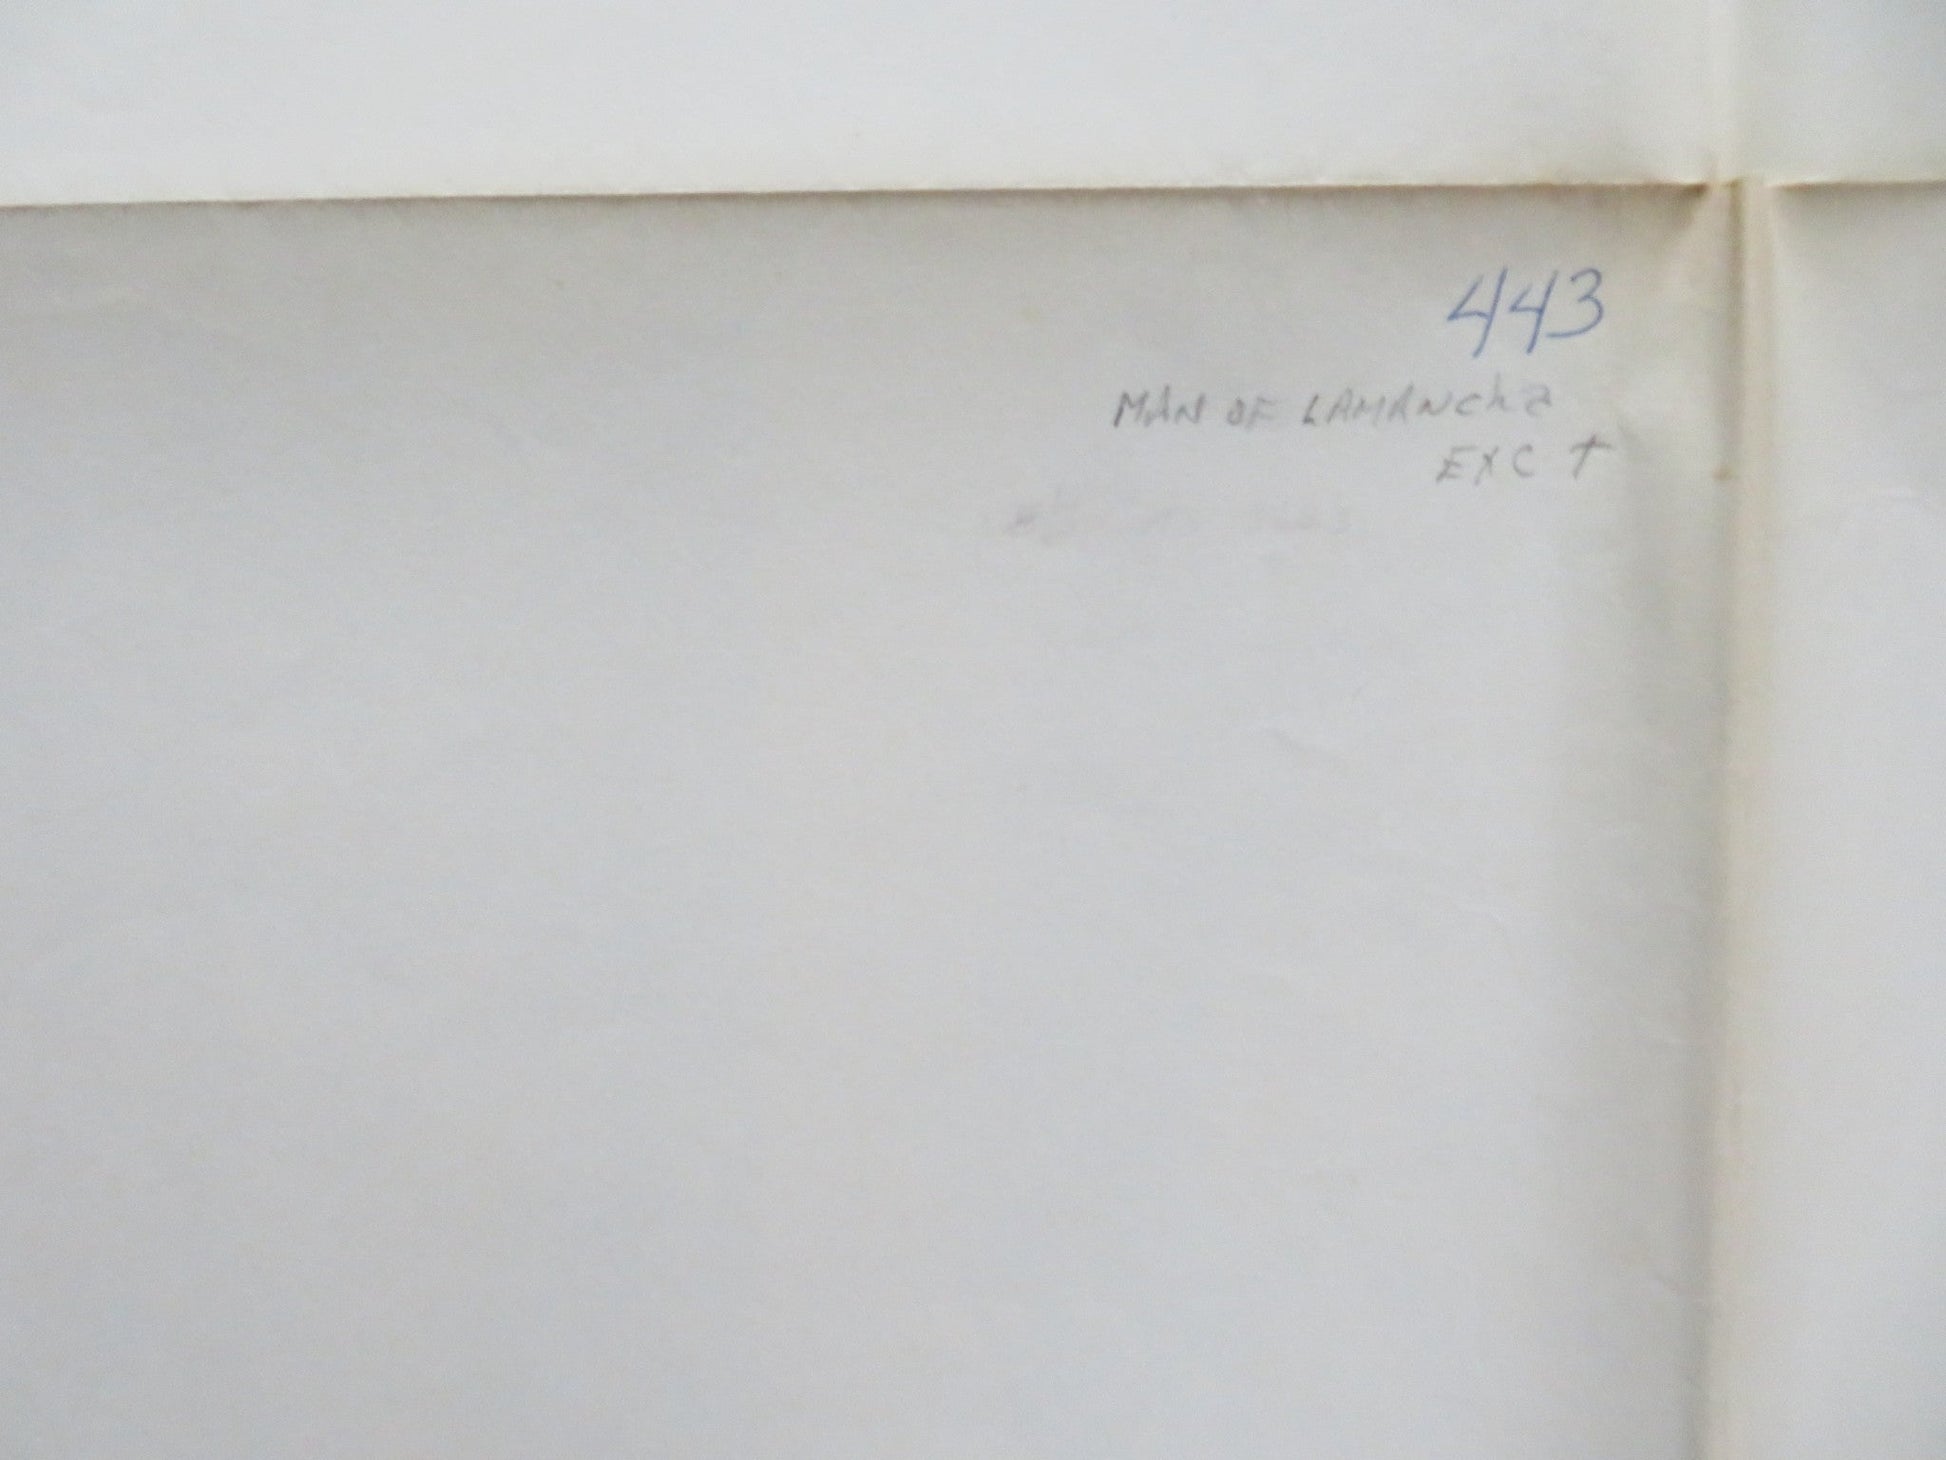 443
MAN OF LAMANCha
EXC +